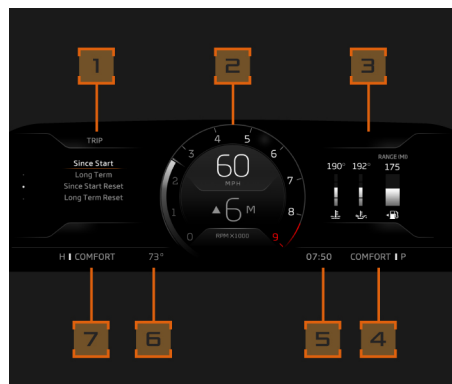 1
2
3
TRIP
Since Start
Long Term
Since Start Reset
Long Term Reset
0
1
2
3
4
5
6
7
8
9
60
MPH
6 M
RPM X1000
RANGE (MI)
190° 192° 175
H COMFORT
73°
07:50
COMFORT P
7
6
5
4